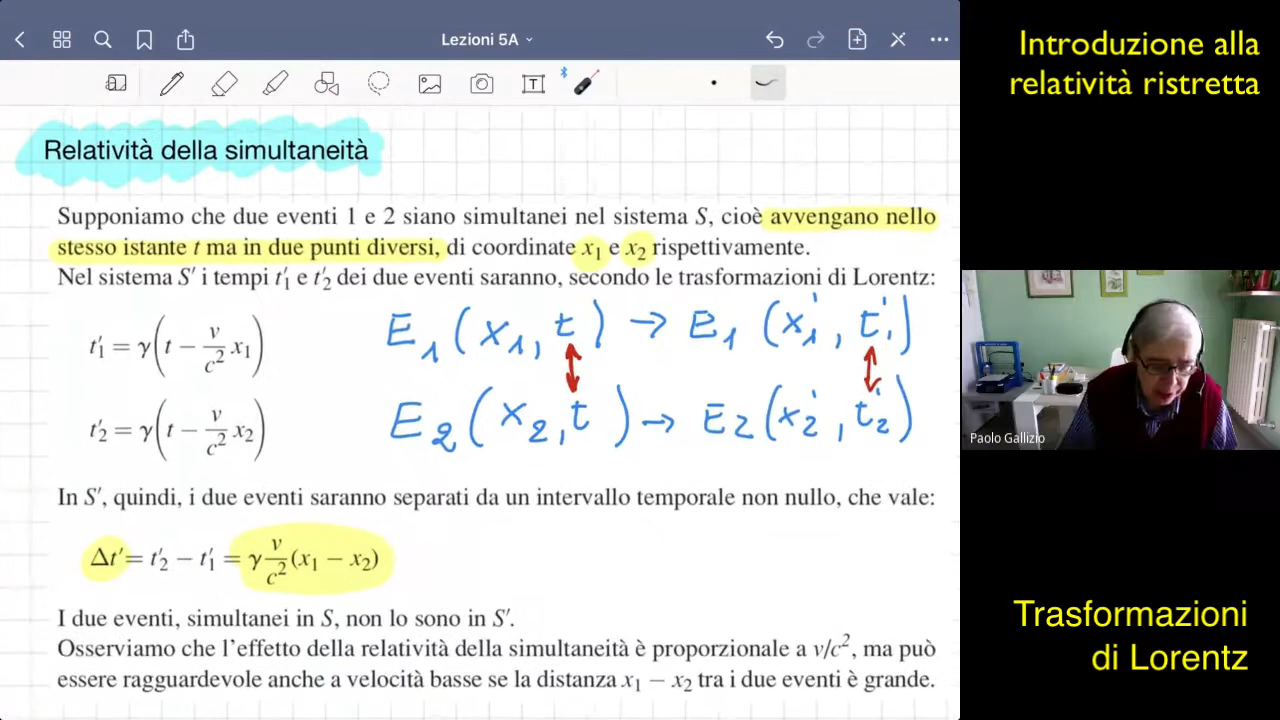 Lezioni 5A
Introduzione alla
relatività ristretta
T
Relatività della simultaneità
Supponiamo che due eventi 1 e 2 siano simultanei nel sistema S, cioè avvengano nello
stesso istante t ma in due punti diversi, di coordinate x₁ e x₂ rispettivamente.
Nel sistema S′ i tempi t′₁ e t′₂ dei due eventi saranno, secondo le trasformazioni di Lorentz:
t′₁ = γ(t − v/c² x₁)
E₁ (x₁, t) → E₁ (x₁', t₁')
t′₂ = γ(t − v/c² x₂)
E₂ (x₂, t) → E₂ (x₂', t₂')
Paolo Gallizio
In S′, quindi, i due eventi saranno separati da un intervallo temporale non nullo, che vale:
Δt′ = t′₂ − t′₁ = γ v/c² (x₁ − x₂)
I due eventi, simultanei in S, non lo sono in S′.
Osserviamo che l'effetto della relatività della simultaneità è proporzionale a v/c², ma può
essere ragguardevole anche a velocità basse se la distanza x₁ − x₂ tra i due eventi è grande.
Trasformazioni
di Lorentz